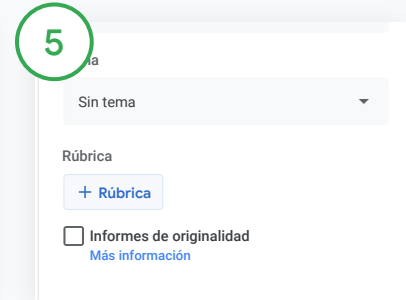 5
Sin tema
Rúbrica
+ Rúbrica
Informes de originalidad
Más información